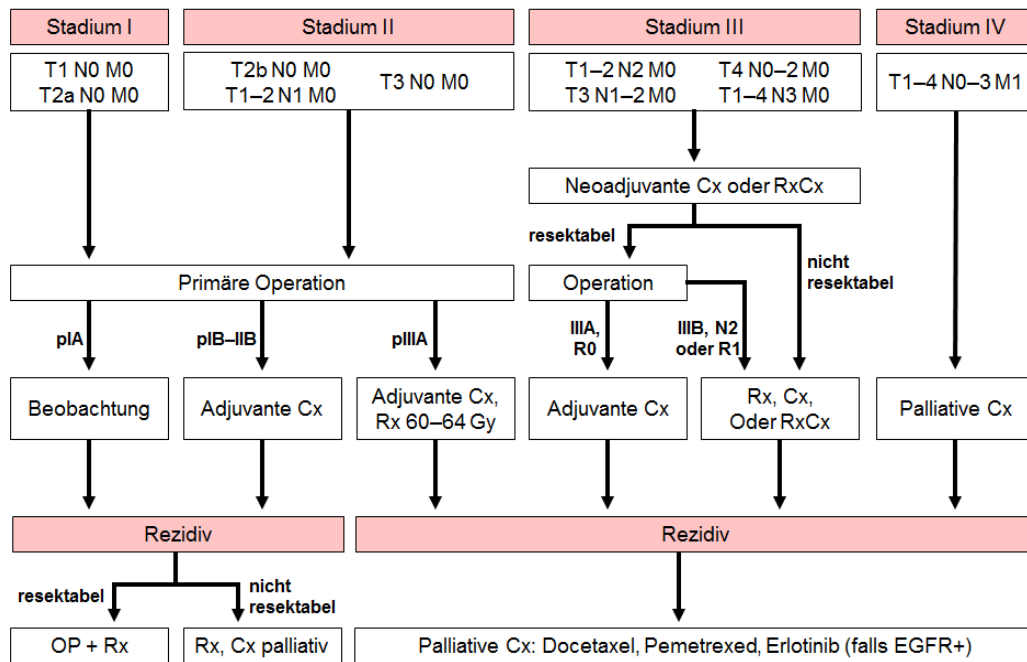 Stadium I
Stadium II
Stadium III
Stadium IV
T1 N0 M0
T2a N0 M0
T2b N0 M0
T1–2 N1 M0
T3 N0 M0
T1–2 N2 M0
T3 N1–2 M0
T4 N0–2 M0
T1–4 N3 M0
T1–4 N0–3 M1
Neoadjuvante Cx oder RxCx
resektabel
nicht
resektabel
Primäre Operation
Operation
pIA
pIB–IIB
pIIIA
IIIA,
R0
IIIB, N2
oder R1
Beobachtung
Adjuvante Cx
Adjuvante Cx,
Rx 60–64 Gy
Adjuvante Cx
Rx, Cx,
Oder RxCx
Palliative Cx
Rezidiv
Rezidiv
resektabel
nicht
resektabel
OP + Rx
Rx, Cx palliativ
Palliative Cx: Docetaxel, Pemetrexed, Erlotinib (falls EGFR+)